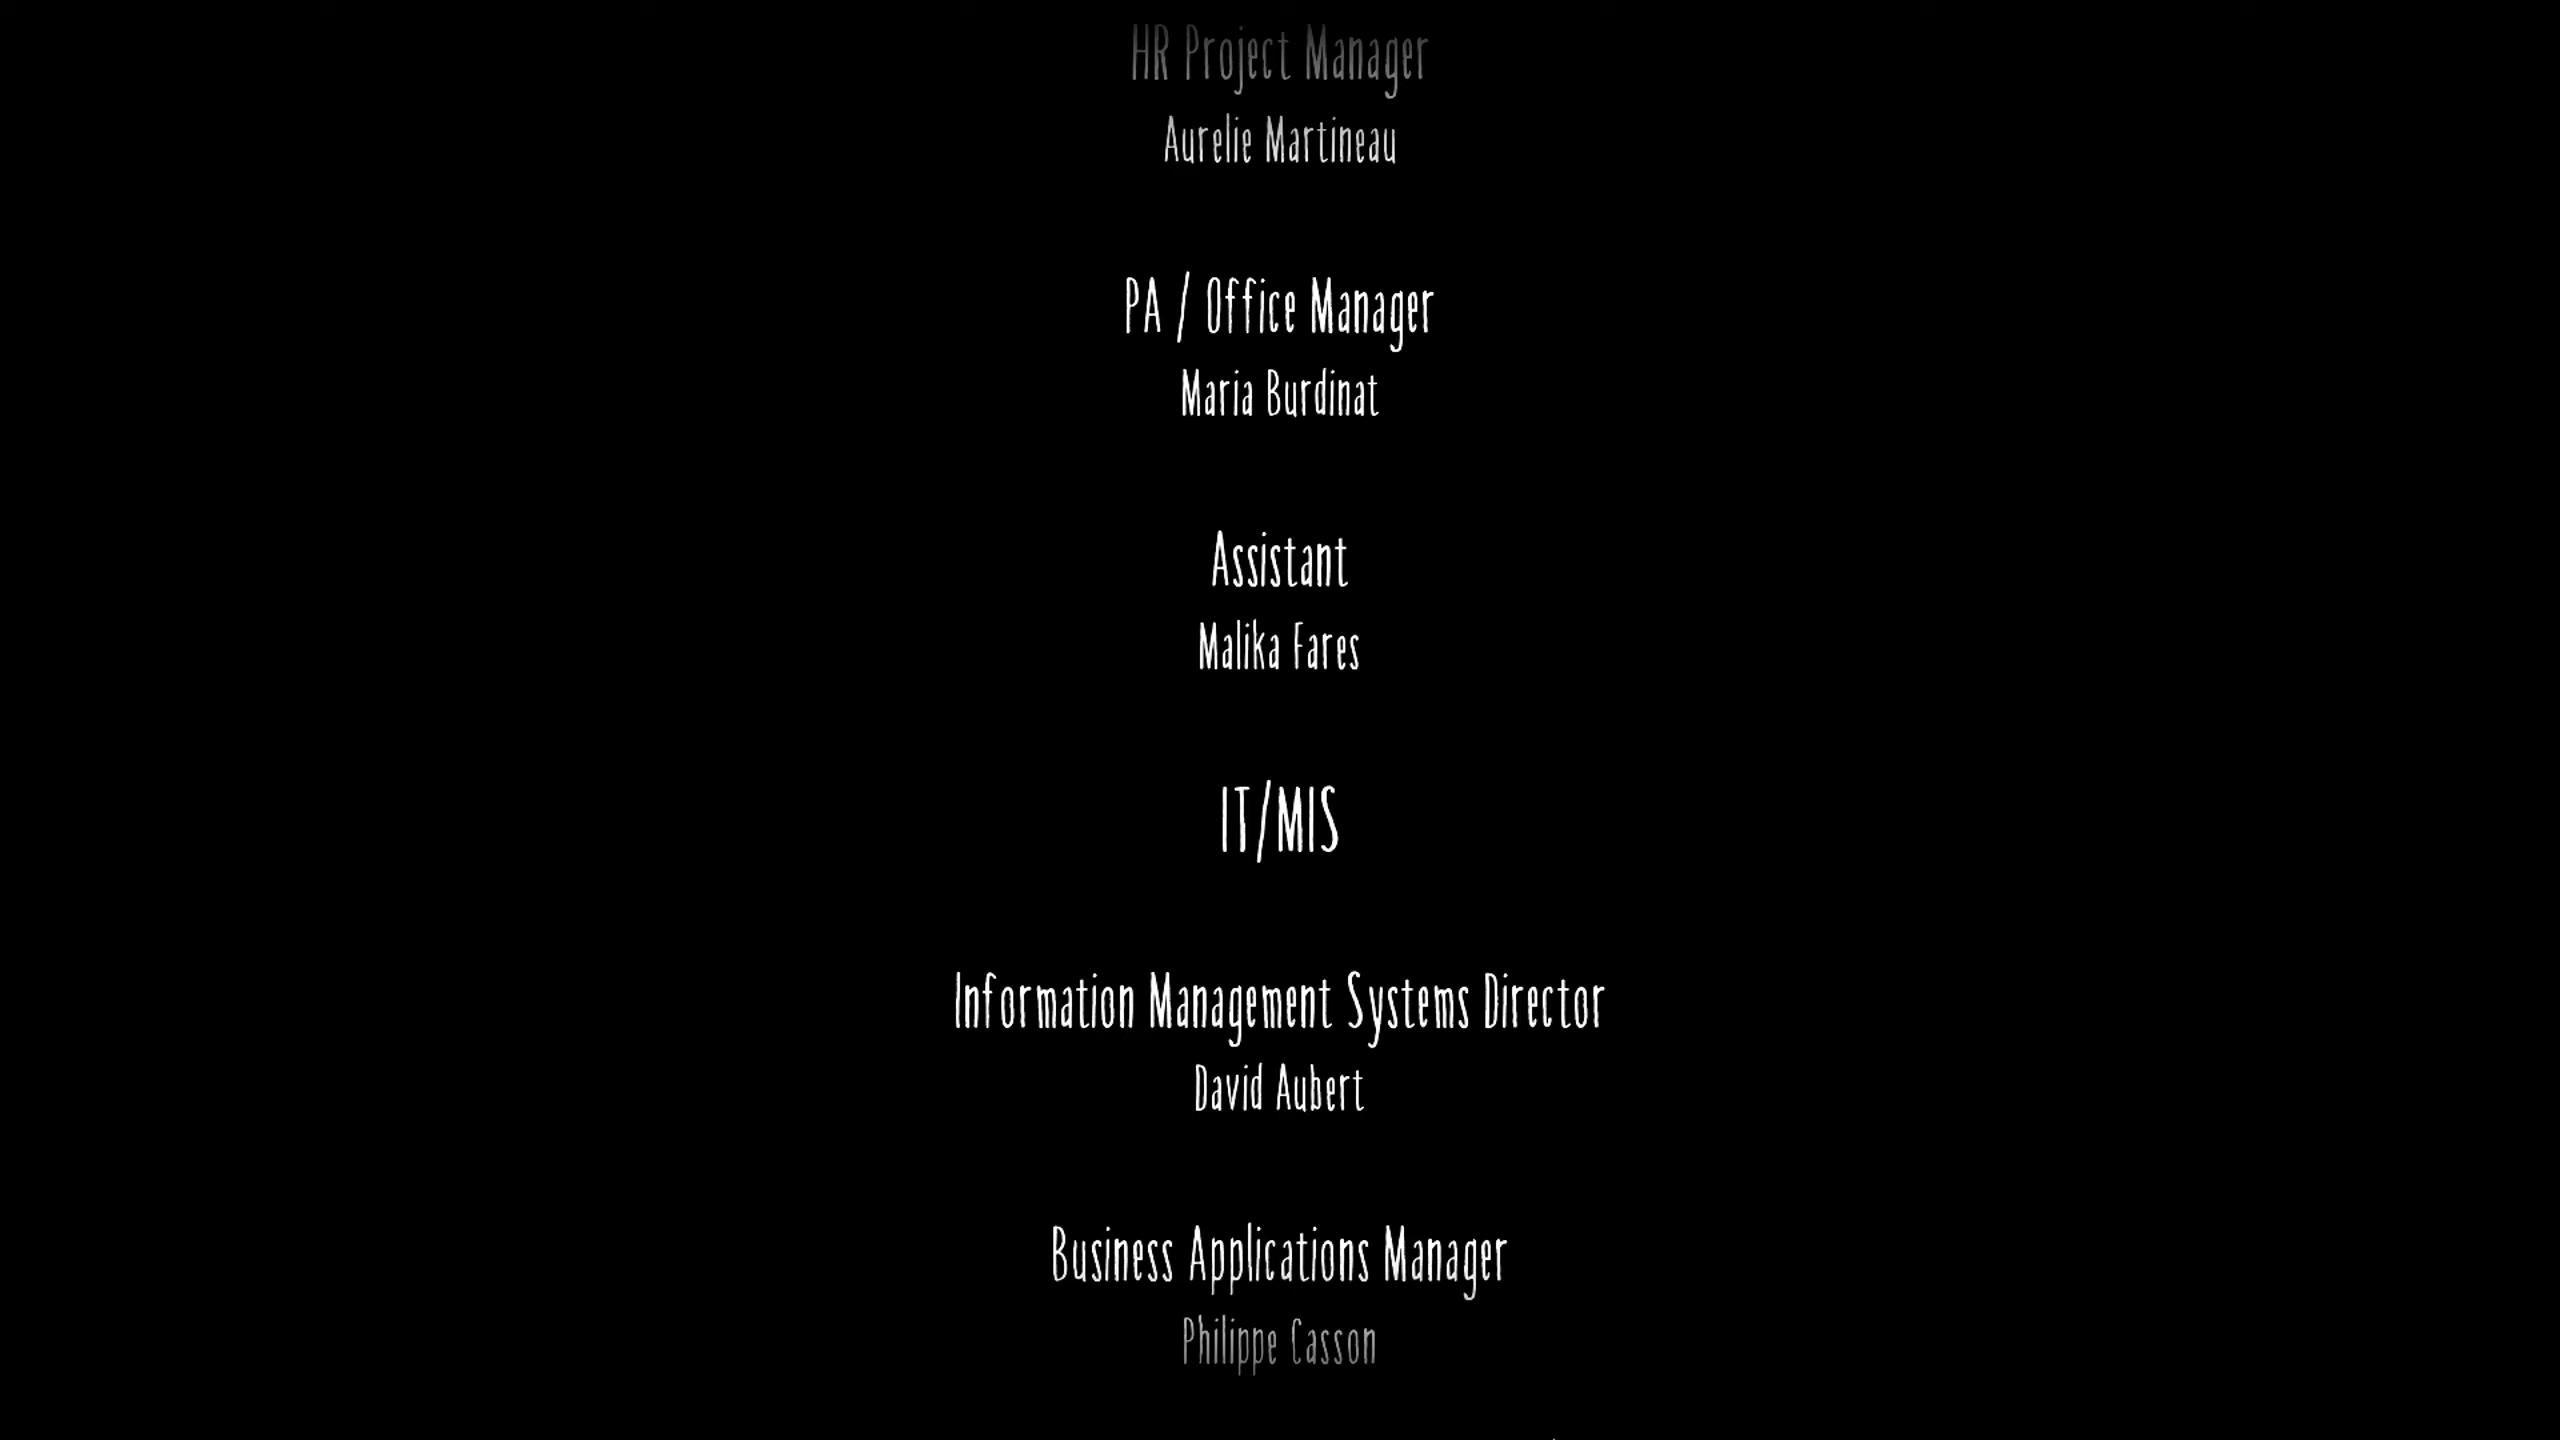 HR Project Manager
Aurelie Martineau
PA / Office Manager
Maria Burdinat
Assistant
Malika Fares
IT/MIS
Information Management Systems Director
David Aubert
Business Applications Manager
Philippe Casson